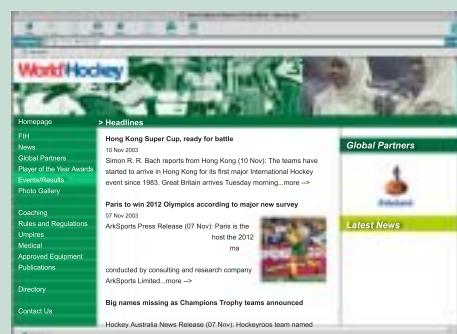 WorldHockey
Homepage
FIH
News
Global Partners
Player of the Year Awards
Events/Results
Photo Gallery
Coaching
Rules and Regulations
Umpires
Medical
Approved Equipment
Publications
Directory
Contact Us
> Headlines
Hong Kong Super Cup, ready for battle
10 Nov 2003
Simon R. R. Bach reports from Hong Kong (10 Nov): The teams have
started to arrive in Hong Kong for its first major International Hockey
event since 1983. Great Britain arrives Tuesday morning...more -->
Paris to win 2012 Olympics according to major new survey
07 Nov 2003
ArkSports Press Release (07 Nov): Paris is the
host the 2012
ma
conducted by consulting and research company
ArkSports Limited...more -->
Big names missing as Champions Trophy teams announced
Hockey Australia News Release (07 Nov): Hockeyroos team named
Global Partners
Latest News